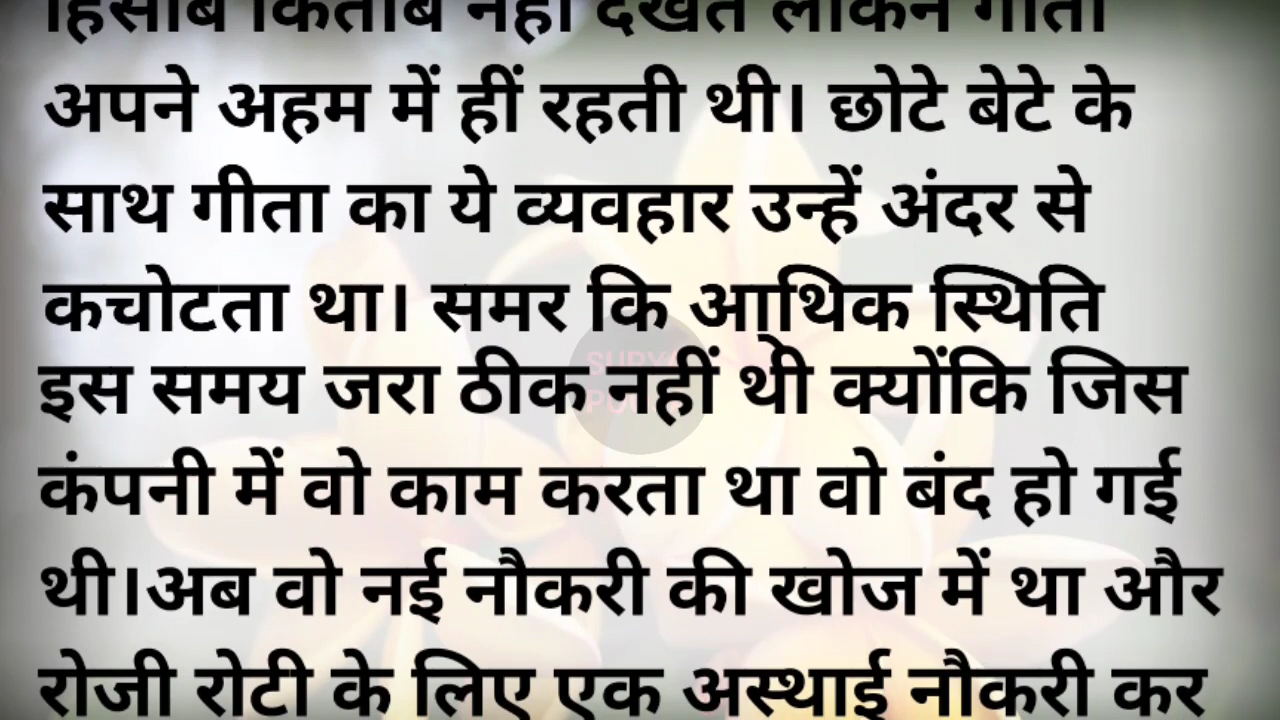 हिसाब किताब नहीं देखते लेकिन गीता
अपने अहम में हीं रहती थी। छोटे बेटे के
साथ गीता का ये व्यवहार उन्हें अंदर से
कचोटता था। समर कि आथिक स्थिति
इस समय जरा ठीक नहीं थी क्योंकि जिस
कंपनी में वो काम करता था वो बंद हो गई
थी।अब वो नई नौकरी की खोज में था और
रोजी रोटी के लिए एक अस्थाई नौकरी कर